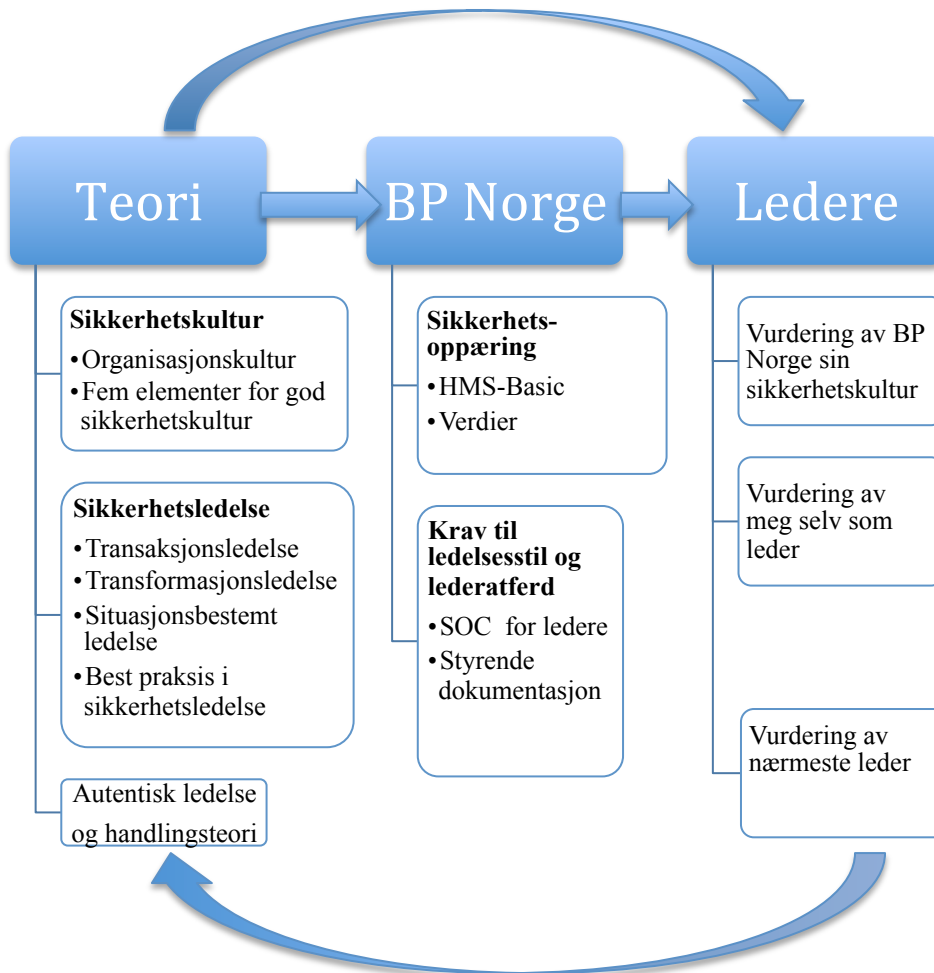 Teori
BP Norge
Ledere
Sikkerhetskultur
• Organisasjonskultur
• Fem elementer for god
sikkerhetskultur
Sikkerhetsledelse
• Transaksjonsledelse
• Transformasjonsledelse
• Situasjonsbestemt
ledelse
• Best praksis i
sikkerhetsledelse
Autentisk ledelse
og handlingsteori
Sikkerhets-
oppæring
• HMS-Basic
• Verdier
Krav til
ledelsesstil og
lederatferd
• SOC for ledere
• Styrende
dokumentasjon
Vurdering av BP
Norge sin
sikkerhetskultur
Vurdering av
meg selv som
leder
Vurdering av
nærmeste leder